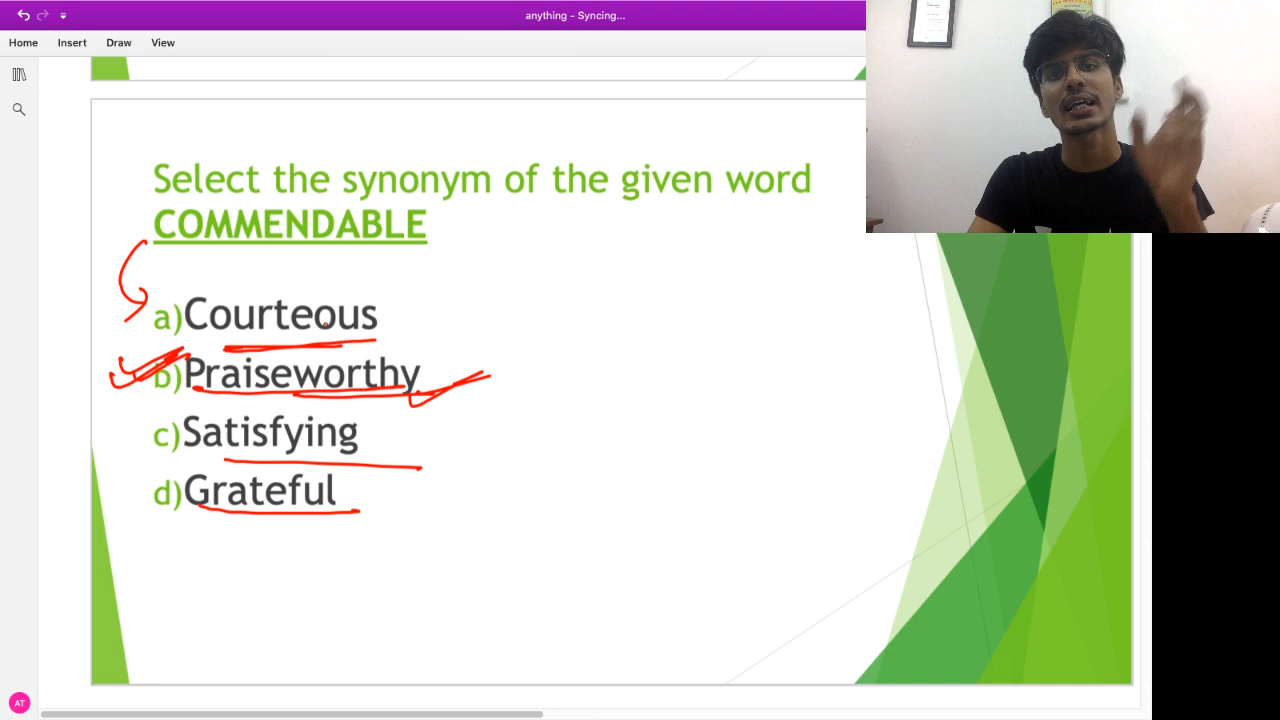 anything - Syncing...
Home Insert Draw View
Select the synonym of the given word
COMMENDABLE
a)Courteous
b)Praiseworthy
c)Satisfying
d)Grateful
AT